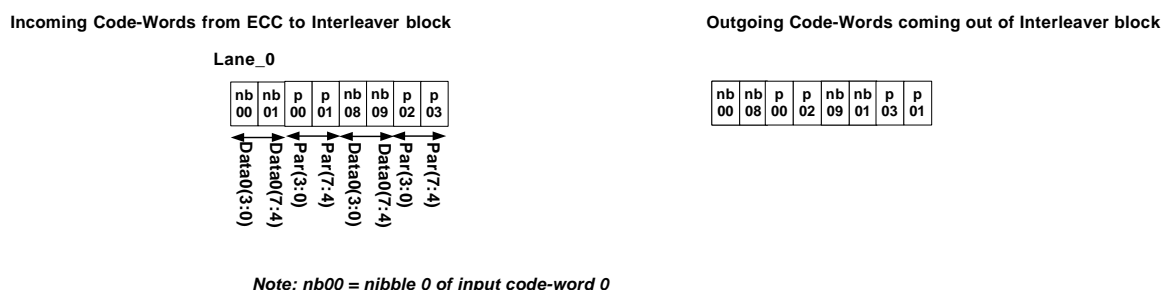 Incoming Code-Words from ECC to Interleaver block
Outgoing Code-Words coming out of Interleaver block
Lane_0
nb nb p p nb nb p p
00 01 00 01 08 09 02 03
nb nb p p nb nb p p
00 08 00 02 09 01 03 01
Data0(3:0)
Data0(7:4)
Par(3:0)
Par(7:4)
Data0(3:0)
Data0(7:4)
Par(3:0)
Par(7:4)
Note: nb00 = nibble 0 of input code-word 0